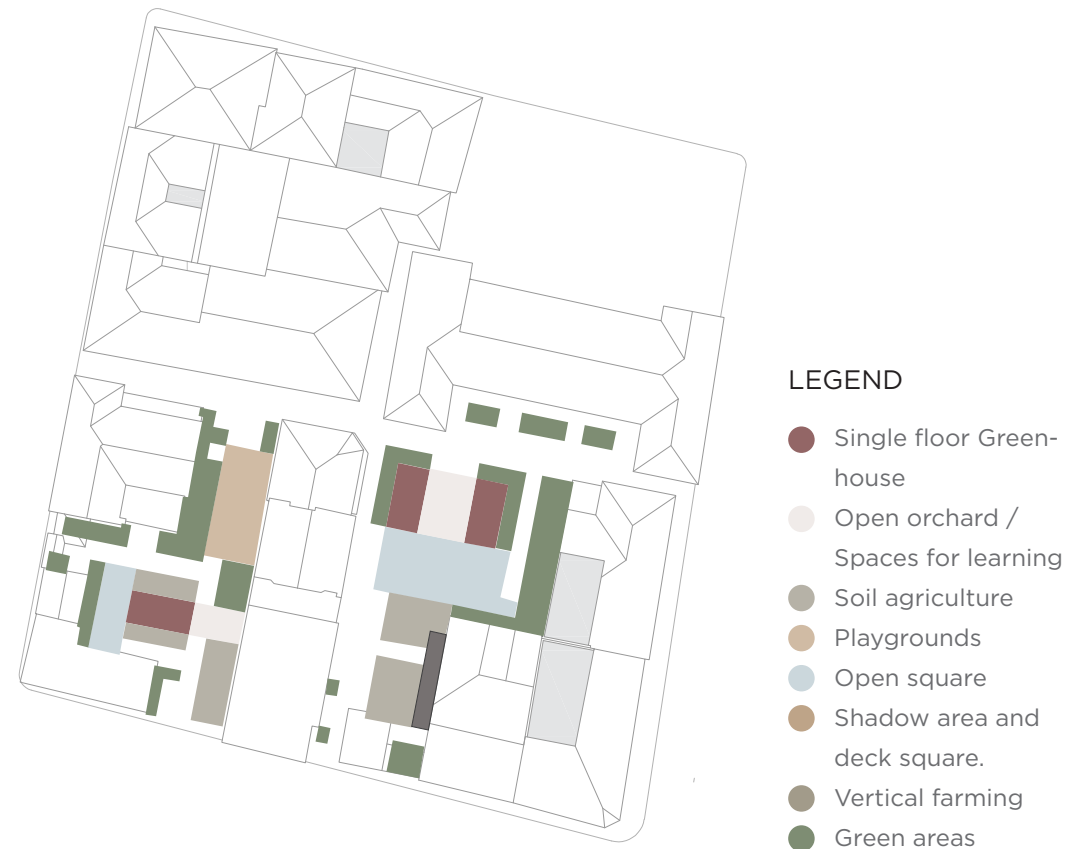 LEGEND
Single floor Green-
house
Open orchard /
Spaces for learning
Soil agriculture
Playgrounds
Open square
Shadow area and
deck square.
Vertical farming
Green areas